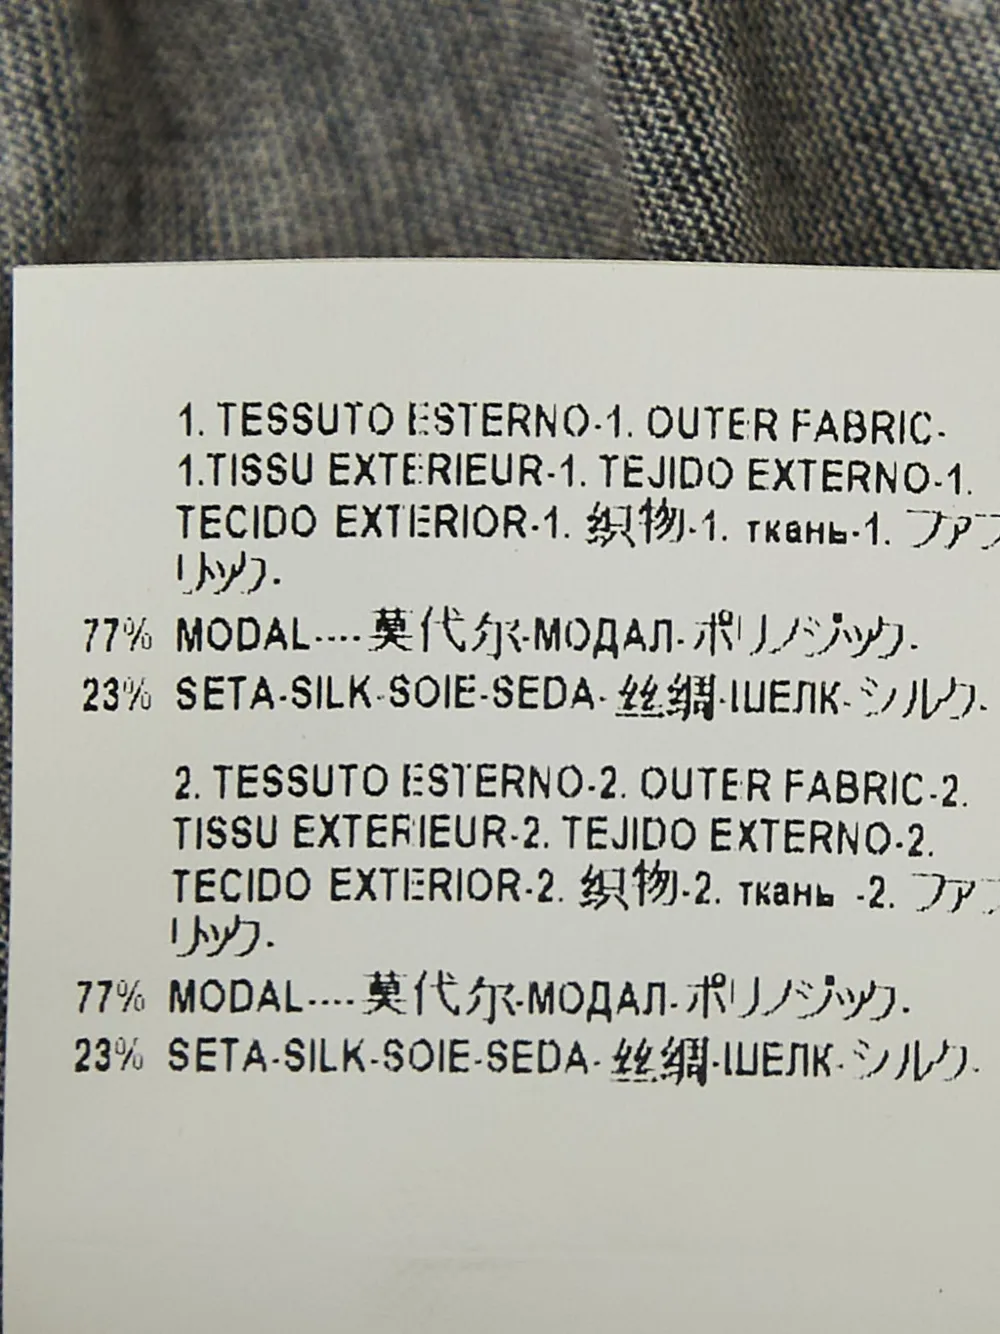 1. TESSUTO ESTERNO-1. OUTER FABRIC-
1.TISSU EXTERIEUR-1. TEJIDO EXTERNO-1.
TECIDO EXTERIOR-1. 织物-1. ткань-1. ファブ
リック.
77% MODAL----莫代尔-МОДАЛ-ポリノジック.
23% SETA-SILK-SOIE-SEDA-丝绸-ШЕЛК-シルク.
2. TESSUTO ESTERNO-2. OUTER FABRIC-2.
TISSU EXTERIEUR-2. TEJIDO EXTERNO-2.
TECIDO EXTERIOR-2. 织物-2. ткань -2. ファブ
リック.
77% MODAL----莫代尔-МОДАЛ-ポリノジック.
23% SETA-SILK-SOIE-SEDA-丝绸-ШЕЛК-シルク.